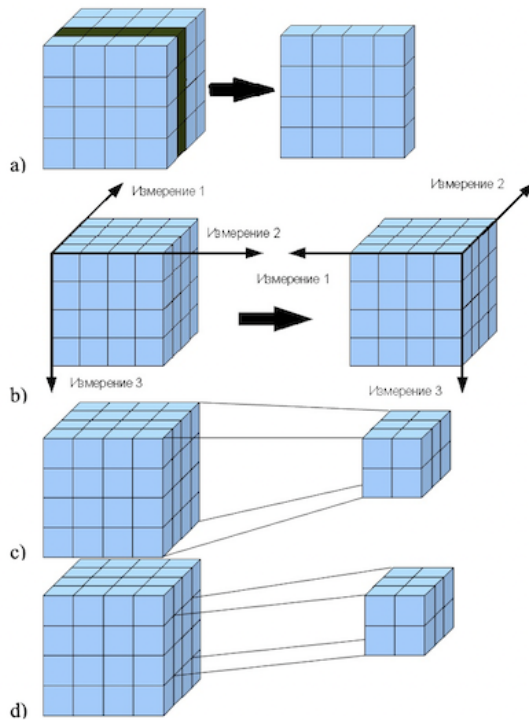 a)
Измерение 1
Измерение 2
Измерение 2
Измерение 1
Измерение 3
Измерение 3
b)
c)
d)